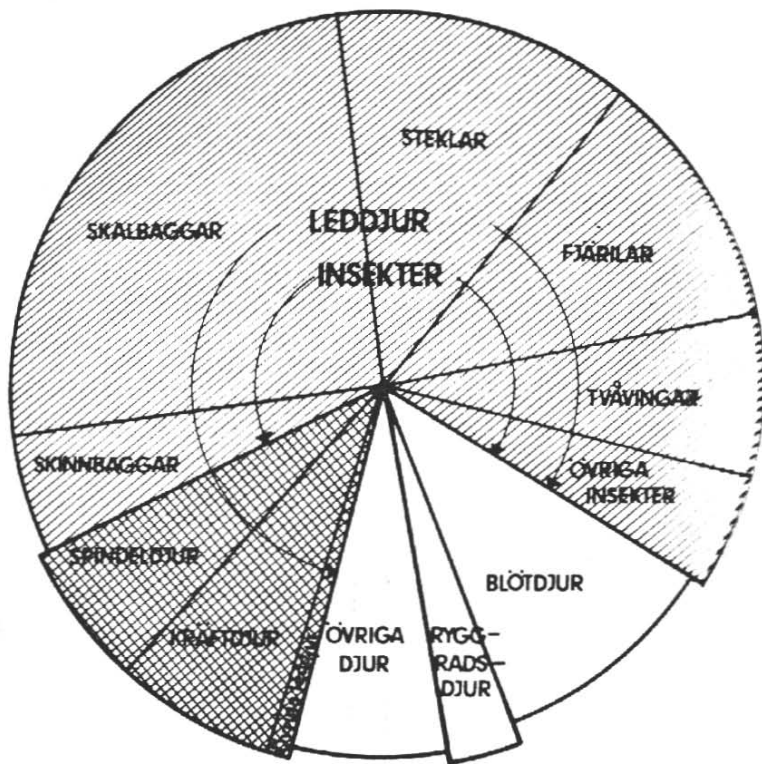 STEKLAR
LEDDJUR
SKALBAGGAR
FJÄRILAR
INSEKTER
TVÅVINGAR
SKINNBAGGAR
ÖVRIGA
INSEKTER
SPINDELDJUR
BLÖTDJUR
KRÄFTDJUR
ÖVRIGA
DJUR
RYGG-
RADS-
DJUR